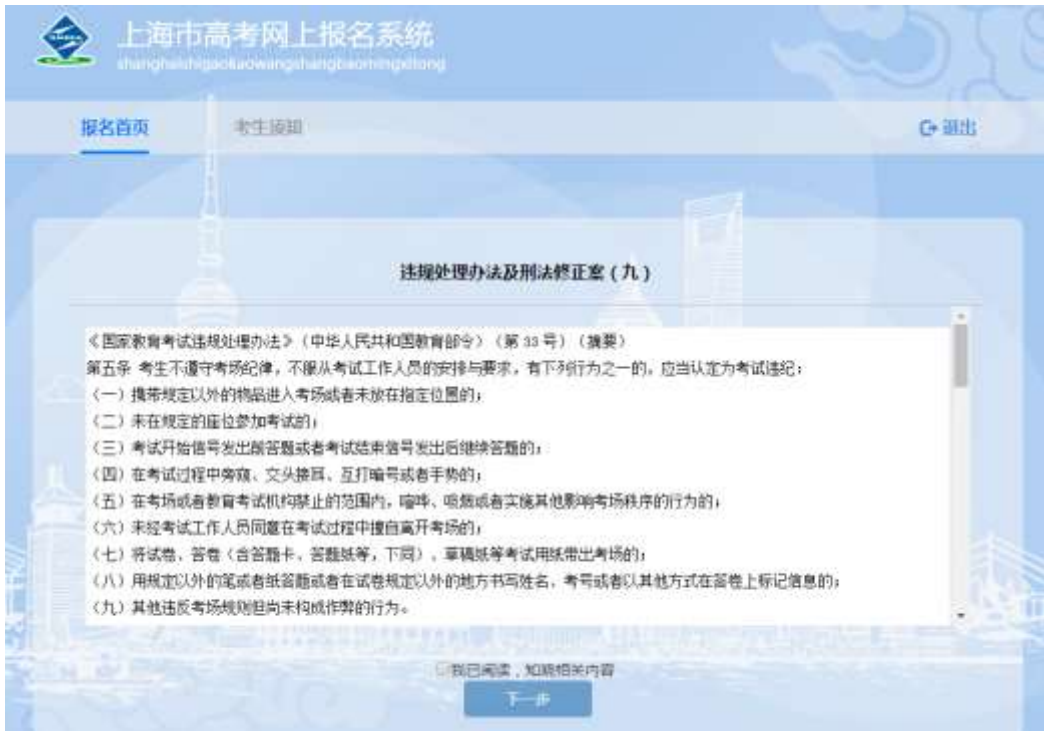 上海市高考网上报名系统
shanghaishigaokaowangshangbaomingxitong
报名首页 考生须知 退出
违规处理办法及刑法修正案（九）
《国家教育考试违规处理办法》（中华人民共和国教育部令）（第 33 号）（摘要）
第五条 考生不遵守考场纪律，不服从考试工作人员的安排与要求，有下列行为之一的，应当认定为考试违纪：
（一）携带规定以外的物品进入考场或者未放在指定位置的；
（二）未在规定的座位参加考试的；
（三）考试开始信号发出前答题或者考试结束信号发出后继续答题的；
（四）在考试过程中旁窥、交头接耳、互打暗号或者手势的；
（五）在考场或者教育考试机构禁止的范围内，喧哗、吸烟或者实施其他影响考场秩序的行为的；
（六）未经考试工作人员同意在考试过程中擅自离开考场的；
（七）将试卷、答卷（含答题卡、答题纸等，下同）、草稿纸等考试用纸带出考场的；
（八）用规定以外的笔或者纸答题或者在试卷规定以外的地方书写姓名、考号或者以其他方式在答卷上标记信息的；
（九）其他违反考场规则但尚未构成作弊的行为。
我已阅读，知晓相关内容
下一步